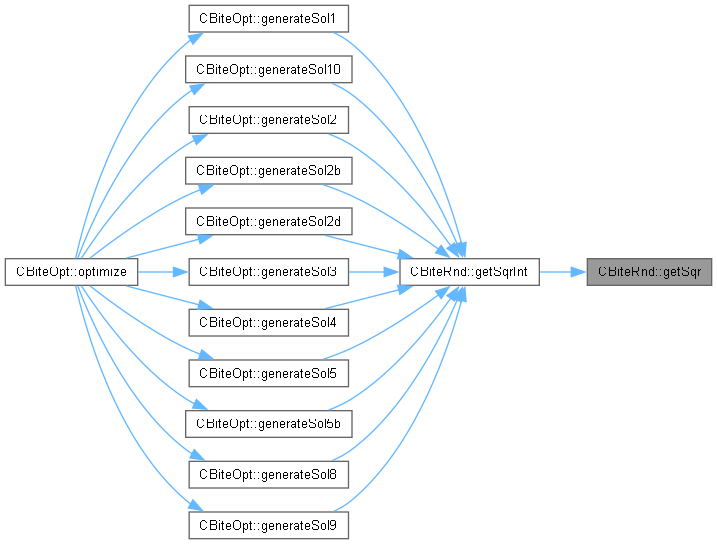 CBiteOpt::generateSol1
CBiteOpt::generateSol10
CBiteOpt::generateSol2
CBiteOpt::generateSol2b
CBiteOpt::generateSol2d
CBiteOpt::optimize
CBiteOpt::generateSol3
CBiteRnd::getSqrInt
CBiteRnd::getSqr
CBiteOpt::generateSol4
CBiteOpt::generateSol5
CBiteOpt::generateSol5b
CBiteOpt::generateSol8
CBiteOpt::generateSol9